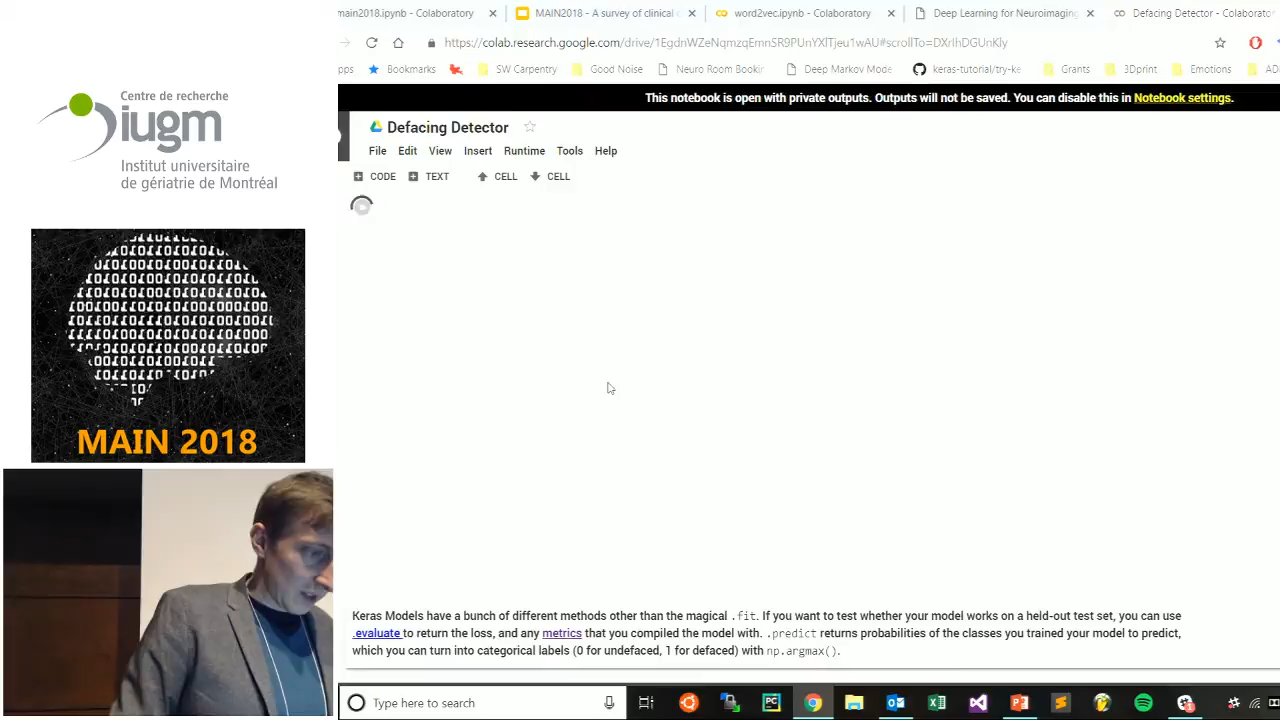 Centre de recherche
iugm
Institut universitaire
de gériatrie de Montréal
MAIN 2018
main2018.ipynb - Colaboratory
MAIN2018 - A survey of clinical
word2vec.ipynb - Colaboratory
Deep Learning for Neuroimaging
Defacing Detector - Colaborator
https://colab.research.google.com/drive/1EgdnWZeNqmzqEmnSR9PUnYXlTjeu1wAU#scrollTo=DXrIhDGUnKly
pps
Bookmarks
SW Carpentry
Good Noise
Neuro Room Bookin
Deep Markov Mode
keras-tutorial/try-ke
Grants
3Dprint
Emotions
This notebook is open with private outputs. Outputs will not be saved. You can disable this in Notebook settings.
Defacing Detector
File Edit View Insert Runtime Tools Help
CODE TEXT CELL CELL
Keras Models have a bunch of different methods other than the magical .fit. If you want to test whether your model works on a held-out test set, you can use
.evaluate to return the loss, and any metrics that you compiled the model with. .predict returns probabilities of the classes you trained your model to predict,
which you can turn into categorical labels (0 for undefaced, 1 for defaced) with np.argmax().
Type here to search